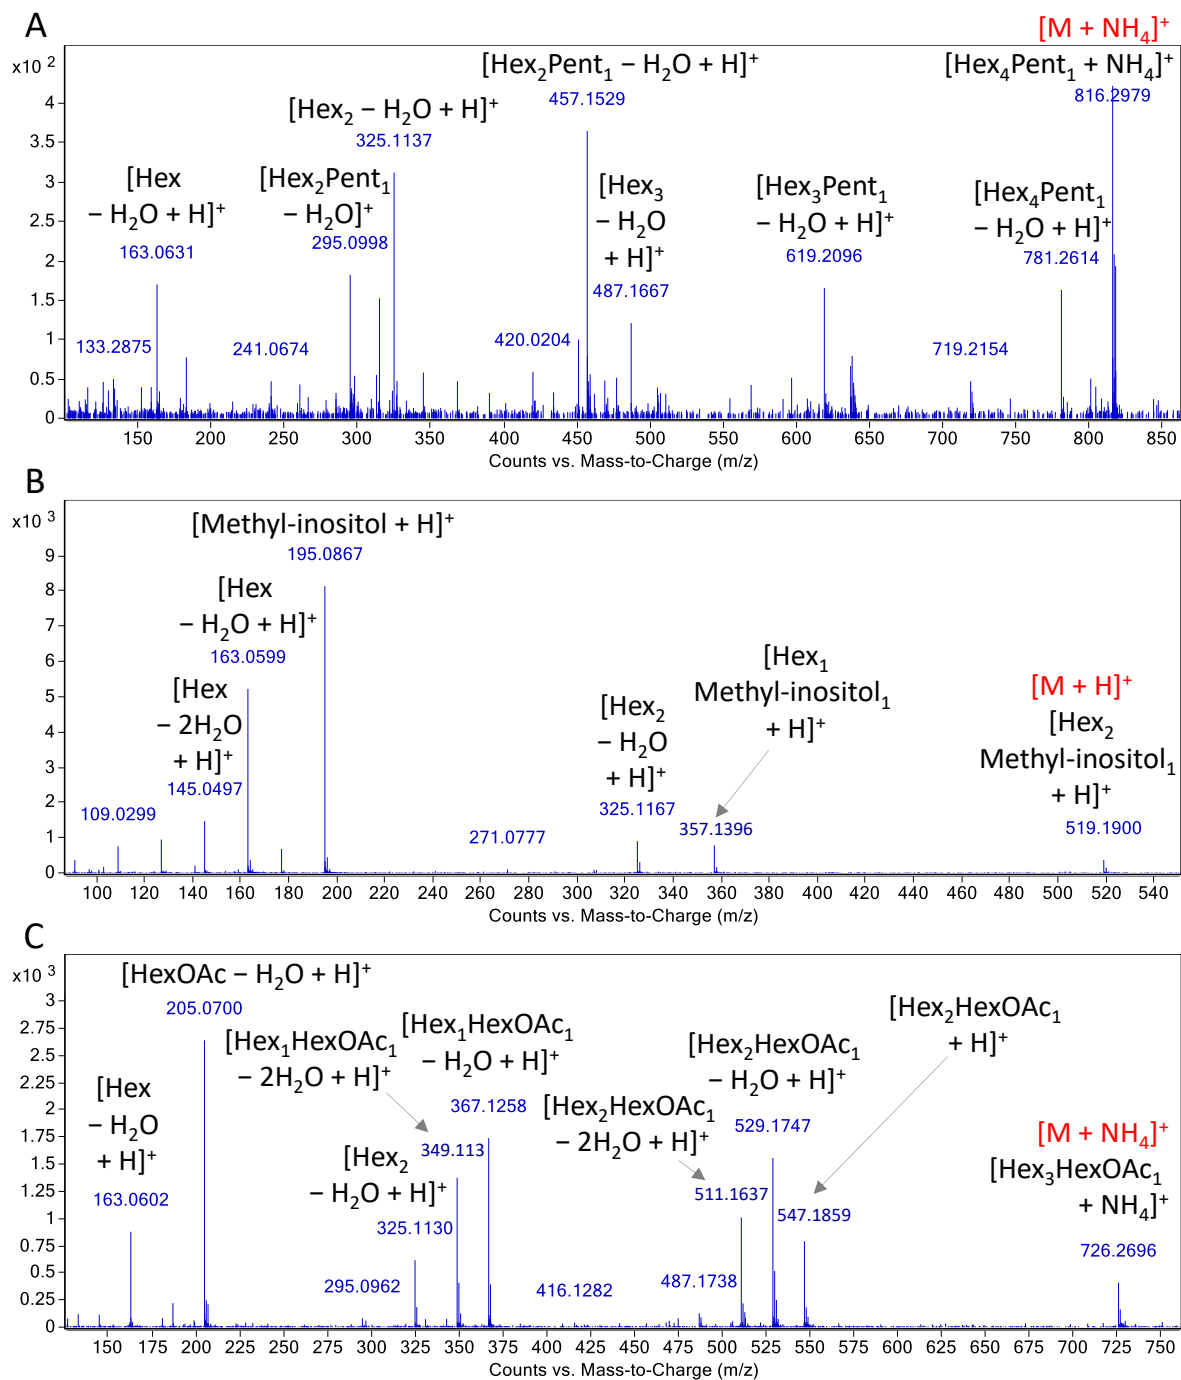 A
[M + NH₄]⁺
x10 ²
[Hex₂Pent₁ − H₂O + H]⁺
457.1529
[Hex₄Pent₁ + NH₄]⁺
816.2979
[Hex₂ − H₂O + H]⁺
325.1137
[Hex
− H₂O + H]⁺
163.0631
[Hex₂Pent₁
− H₂O]⁺
295.0998
[Hex₃
− H₂O
+ H]⁺
487.1667
[Hex₃Pent₁
− H₂O + H]⁺
619.2096
[Hex₄Pent₁
− H₂O + H]⁺
781.2614
133.2875
241.0674
420.0204
719.2154
4
3.5
3
2.5
2
1.5
1
0.5
0
150 200 250 300 350 400 450 500 550 600 650 700 750 800 850
Counts vs. Mass-to-Charge (m/z)
B
x10 ³
[Methyl-inositol + H]⁺
195.0867
[Hex
− H₂O + H]⁺
163.0599
[Hex
− 2H₂O
+ H]⁺
145.0497
109.0299
271.0777
[Hex₂
− H₂O
+ H]⁺
325.1167
[Hex₁
Methyl-inositol₁
+ H]⁺
357.1396
[M + H]⁺
[Hex₂
Methyl-inositol₁
+ H]⁺
519.1900
9
8
7
6
5
4
3
2
1
0
100 120 140 160 180 200 220 240 260 280 300 320 340 360 380 400 420 440 460 480 500 520 540
Counts vs. Mass-to-Charge (m/z)
C
x10 ³
[HexOAc − H₂O + H]⁺
205.0700
[Hex
− H₂O
+ H]⁺
163.0602
[Hex₁HexOAc₁
− 2H₂O + H]⁺
349.113
[Hex₁HexOAc₁
− H₂O + H]⁺
367.1258
[Hex₂
− H₂O + H]⁺
325.1130
295.0962
416.1282
487.1738
[Hex₂HexOAc₁
− 2H₂O + H]⁺
511.1637
[Hex₂HexOAc₁
− H₂O + H]⁺
529.1747
[Hex₂HexOAc₁
+ H]⁺
547.1859
[M + NH₄]⁺
[Hex₃HexOAc₁
+ NH₄]⁺
726.2696
3
2.75
2.5
2.25
2
1.75
1.5
1.25
1
0.75
0.5
0.25
0
150 175 200 225 250 275 300 325 350 375 400 425 450 475 500 525 550 575 600 625 650 675 700 725 750
Counts vs. Mass-to-Charge (m/z)